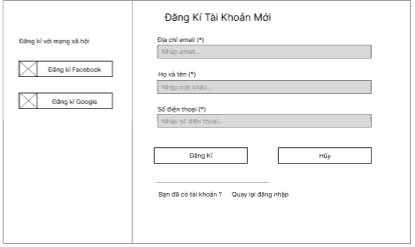 Đăng Kí Tài Khoản Mới
Đăng kí với mạng xã hội
Đăng kí Facebook
Đăng kí Google
Địa chỉ email (*)
Nhập email...
Họ và tên (*)
Nhập mật khẩu...
Số điện thoại (*)
Nhập số điện thoại...
Đăng Kí
Hủy
Bạn đã có tài khoản ? Quay lại đăng nhập